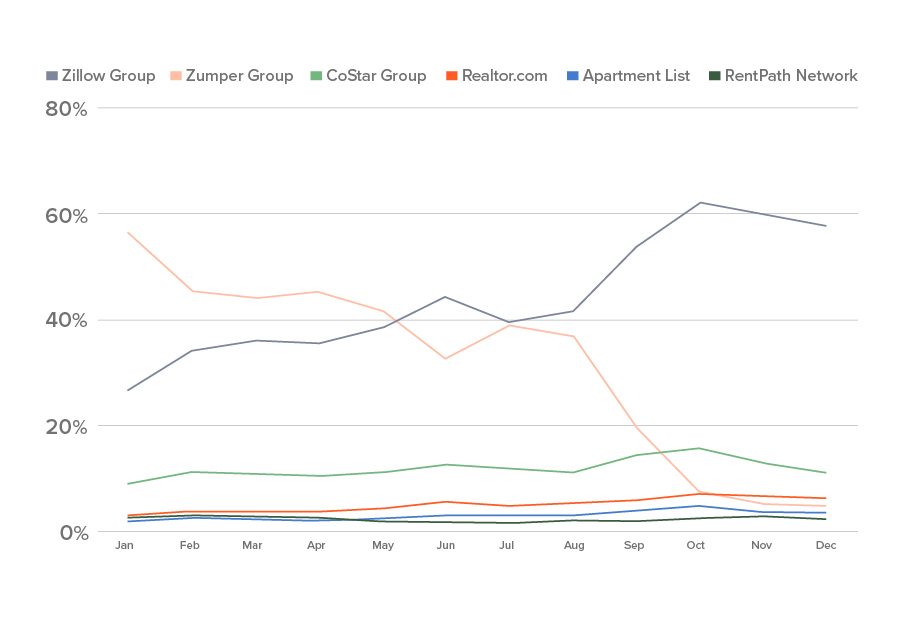 Zillow Group Zumper Group CoStar Group Realtor.com Apartment List RentPath Network
80%
60%
40%
20%
0%
Jan Feb Mar Apr May Jun Jul Aug Sep Oct Nov Dec